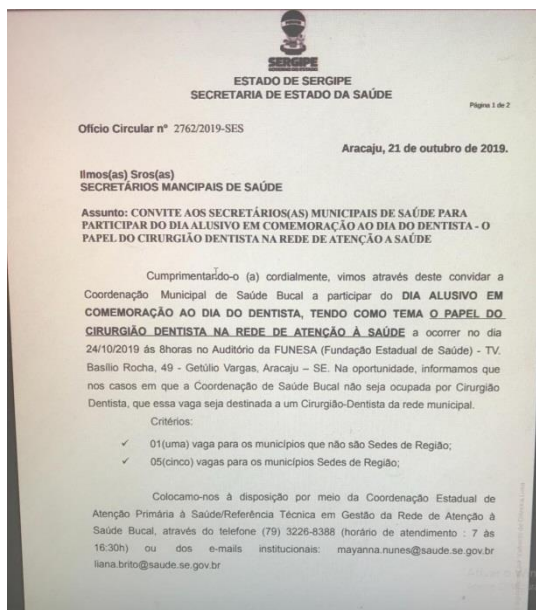 SERGIPE
ESTADO DE SERGIPE
SECRETARIA DE ESTADO DA SAÚDE
Página 1 de 2
Ofício Circular nº 2762/2019-SES
Aracaju, 21 de outubro de 2019.
Ilmos(as) Sros(as)
SECRETÁRIOS MANCIPAIS DE SAÚDE
Assunto: CONVITE AOS SECRETÁRIOS(AS) MUNICIPAIS DE SAÚDE PARA
PARTICIPAR DO DIA ALUSIVO EM COMEMORAÇÃO AO DIA DO DENTISTA - O
PAPEL DO CIRURGIÃO DENTISTA NA REDE DE ATENÇÃO A SAÚDE
Cumprimentando-o (a) cordialmente, vimos através deste convidar a
Coordenação Municipal de Saúde Bucal a participar do DIA ALUSIVO EM
COMEMORAÇÃO AO DIA DO DENTISTA, TENDO COMO TEMA O PAPEL DO
CIRURGIÃO DENTISTA NA REDE DE ATENÇÃO À SAÚDE a ocorrer no dia
24/10/2019 ás 8horas no Auditório da FUNESA (Fundação Estadual de Saúde) - TV.
Basílio Rocha, 49 - Getúlio Vargas, Aracaju – SE. Na oportunidade, informamos que
nos casos em que a Coordenação de Saúde Bucal não seja ocupada por Cirurgião
Dentista, que essa vaga seja destinada a um Cirurgião-Dentista da rede municipal.
Critérios:
✓ 01(uma) vaga para os municípios que não são Sedes de Região;
✓ 05(cinco) vagas para os municípios Sedes de Região;
Colocamo-nos à disposição por meio da Coordenação Estadual de
Atenção Primária à Saúde/Referência Técnica em Gestão da Rede de Atenção à
Saúde Bucal, através do telefone (79) 3226-8388 (horário de atendimento : 7 às
16:30h) ou dos e-mails institucionais: mayanna.nunes@saude.se.gov.br
liana.brito@saude.se.gov.br